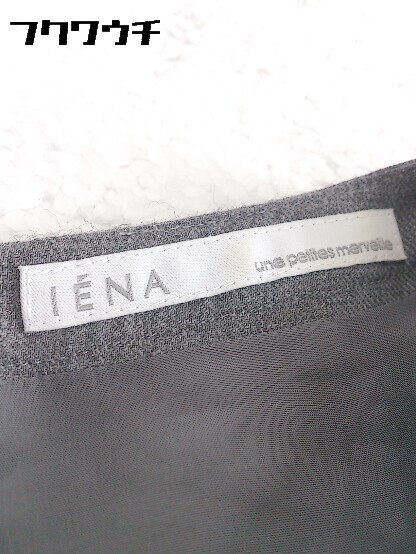 フクワウチ
IÉNA
une petites merveille